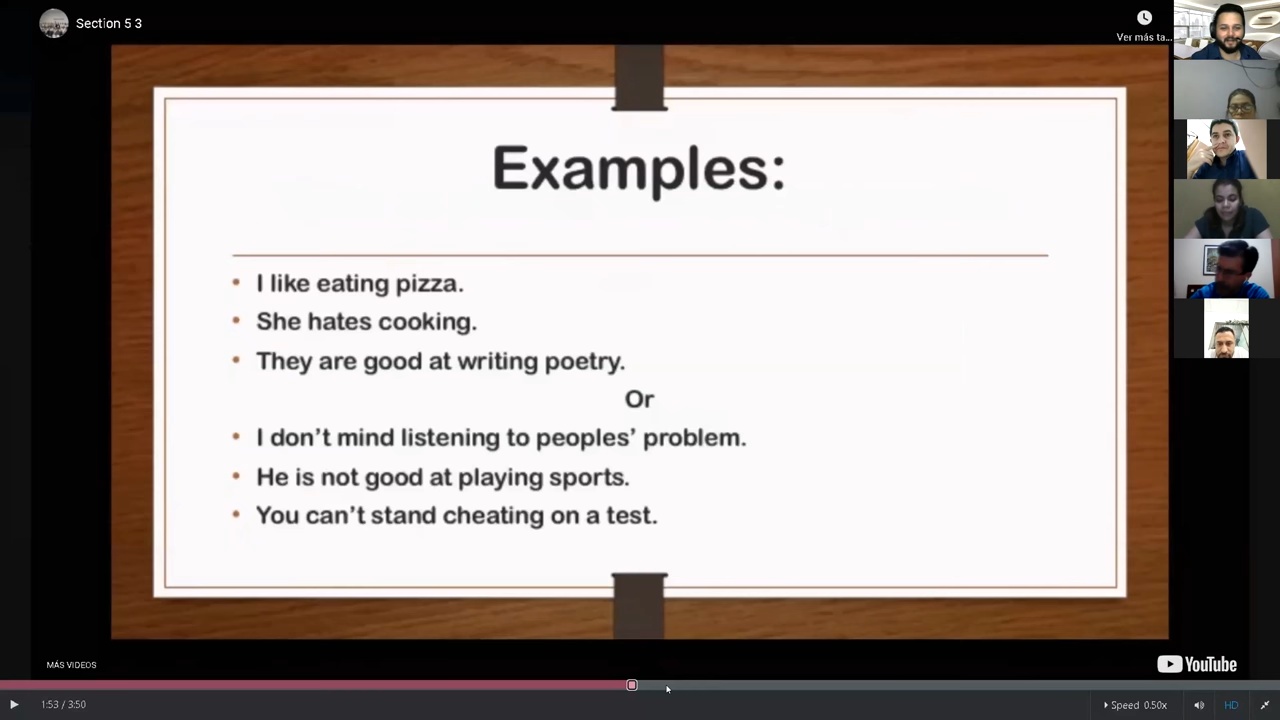 Section 5 3
Ver más ta...
Examples:
• I like eating pizza.
• She hates cooking.
• They are good at writing poetry.
Or
• I don’t mind listening to peoples’ problem.
• He is not good at playing sports.
• You can’t stand cheating on a test.
MÁS VIDEOS
YouTube
1:53 / 3:50
Speed 0.50x
HD